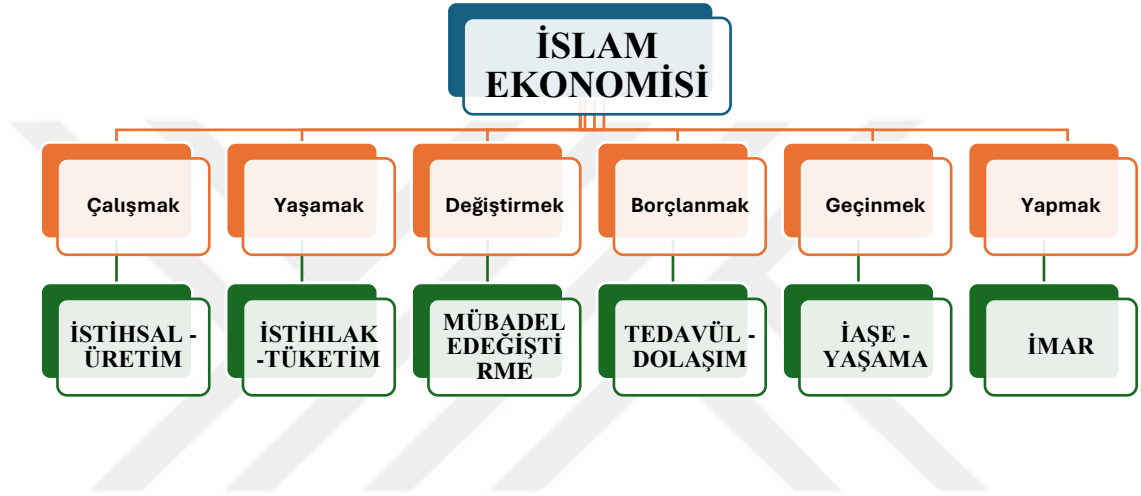 İSLAM
EKONOMİSİ
Çalışmak
Yaşamak
Değiştirmek
Borçlanmak
Geçinmek
Yapmak
İSTİHSAL -
ÜRETİM
İSTİHLAK
-TÜKETİM
MÜBADEL
EDEĞİŞTİ
RME
TEDAVÜL -
DOLAŞIM
İAŞE -
YAŞAMA
İMAR